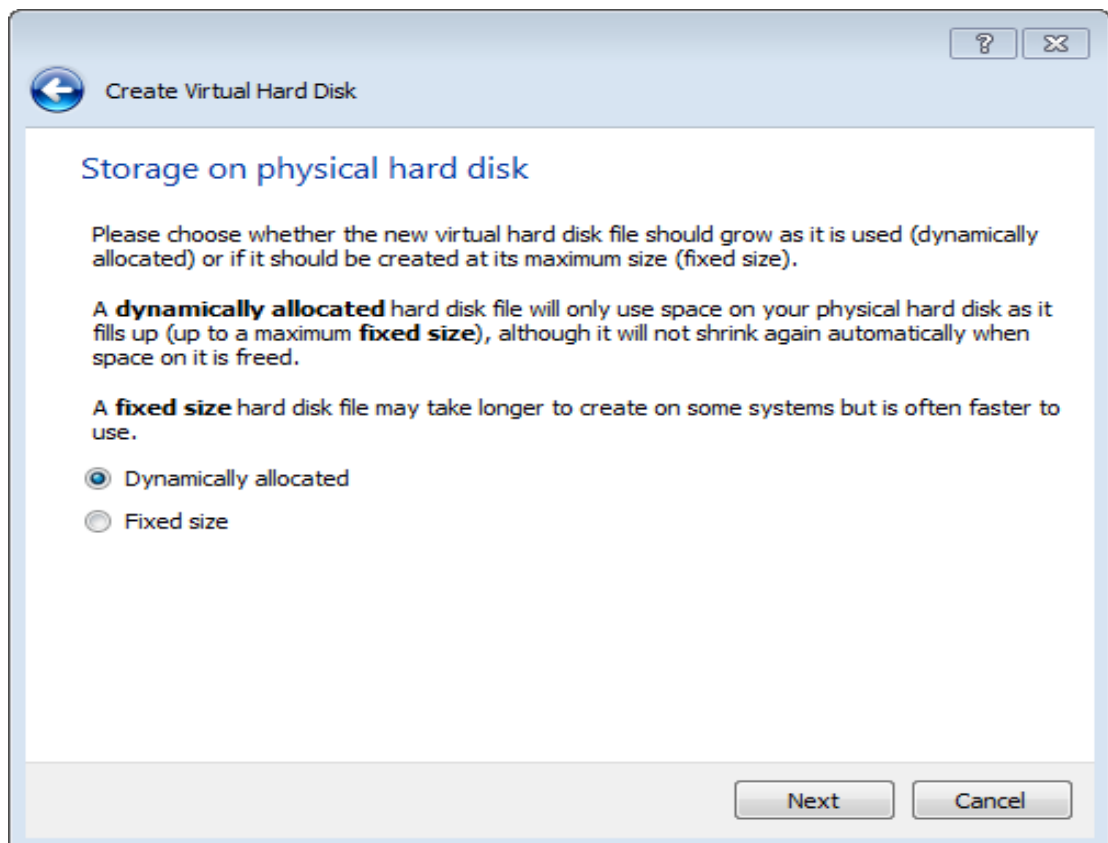 Create Virtual Hard Disk
Storage on physical hard disk
Please choose whether the new virtual hard disk file should grow as it is used (dynamically
allocated) or if it should be created at its maximum size (fixed size).
A dynamically allocated hard disk file will only use space on your physical hard disk as it
fills up (up to a maximum fixed size), although it will not shrink again automatically when
space on it is freed.
A fixed size hard disk file may take longer to create on some systems but is often faster to
use.
Dynamically allocated
Fixed size
Next Cancel